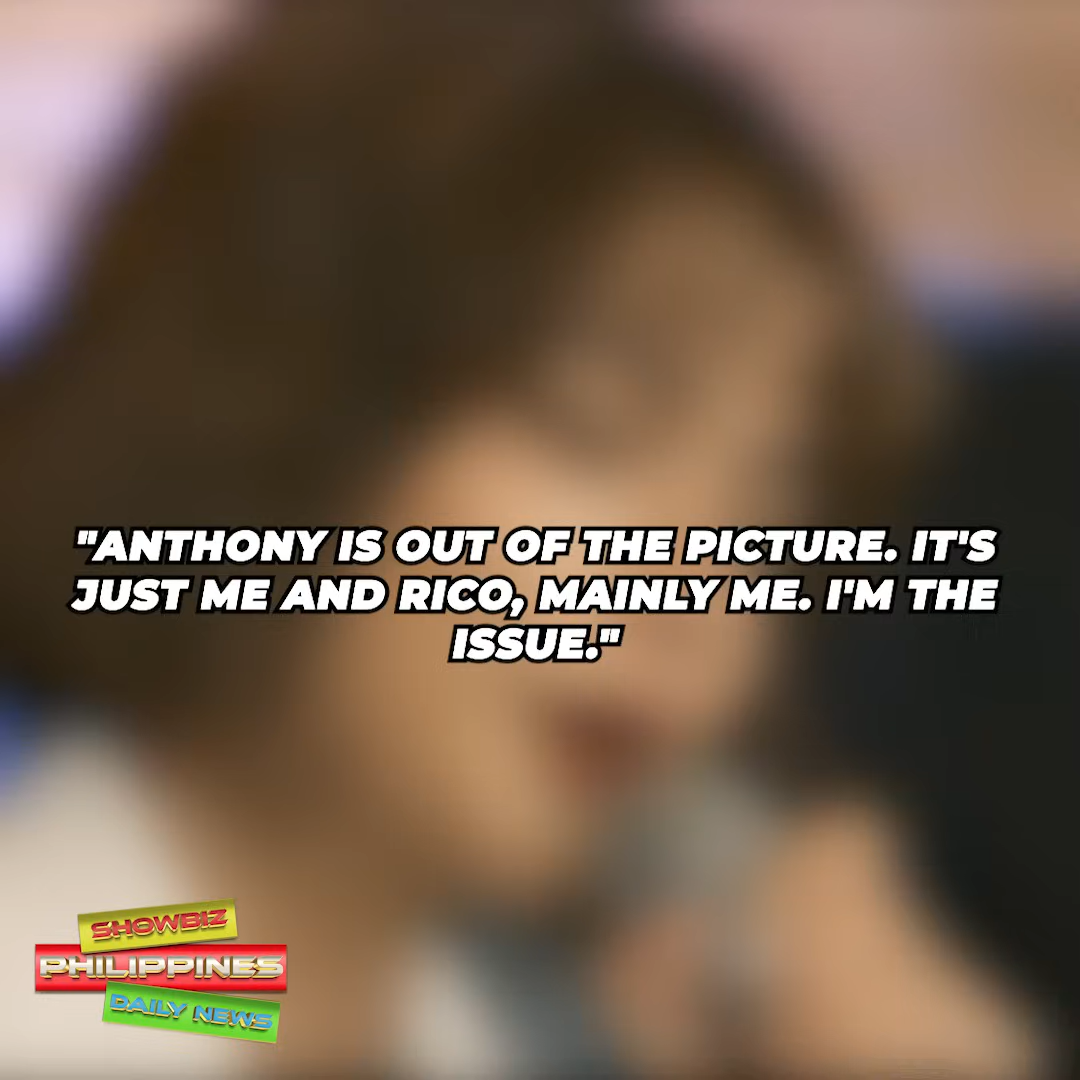 "ANTHONY IS OUT OF THE PICTURE. IT'S
JUST ME AND RICO, MAINLY ME. I'M THE
ISSUE."
SHOWBIZ
PHILIPPINES
DAILY NEWS